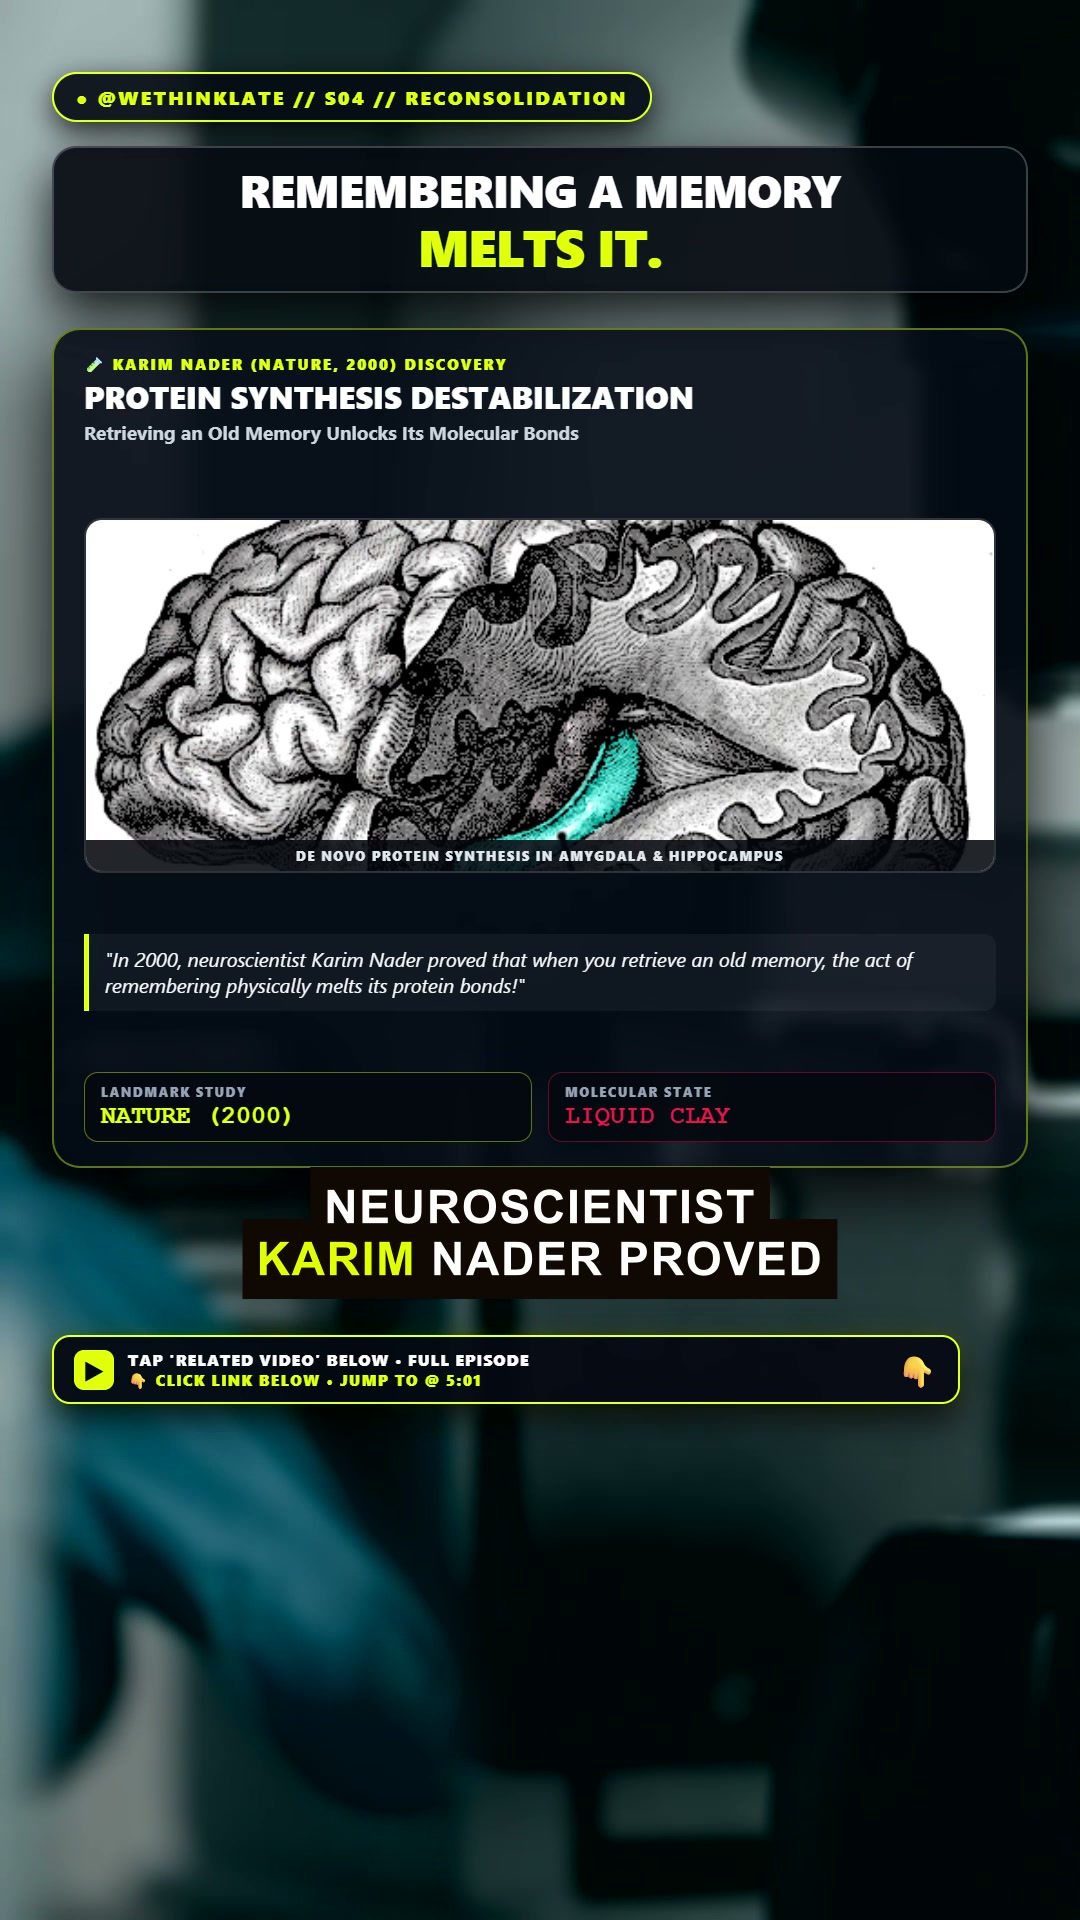 • @WETHINKLATE // S04 // RECONSOLIDATION
REMEMBERING A MEMORY
MELTS IT.
KARIM NADER (NATURE, 2000) DISCOVERY
PROTEIN SYNTHESIS DESTABILIZATION
Retrieving an Old Memory Unlocks Its Molecular Bonds
DE NOVO PROTEIN SYNTHESIS IN AMYGDALA & HIPPOCAMPUS
"In 2000, neuroscientist Karim Nader proved that when you retrieve an old memory, the act of
remembering physically melts its protein bonds!"
LANDMARK STUDY
NATURE (2000)
MOLECULAR STATE
LIQUID CLAY
NEUROSCIENTIST
KARIM NADER PROVED
TAP 'RELATED VIDEO' BELOW • FULL EPISODE
👇 CLICK LINK BELOW • JUMP TO @ 5:01